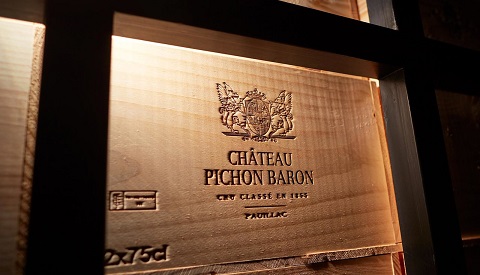 CHÂTEAU
PICHON BARON
CRU CLASSÉ EN 1855
PAUILLAC
2x75cl